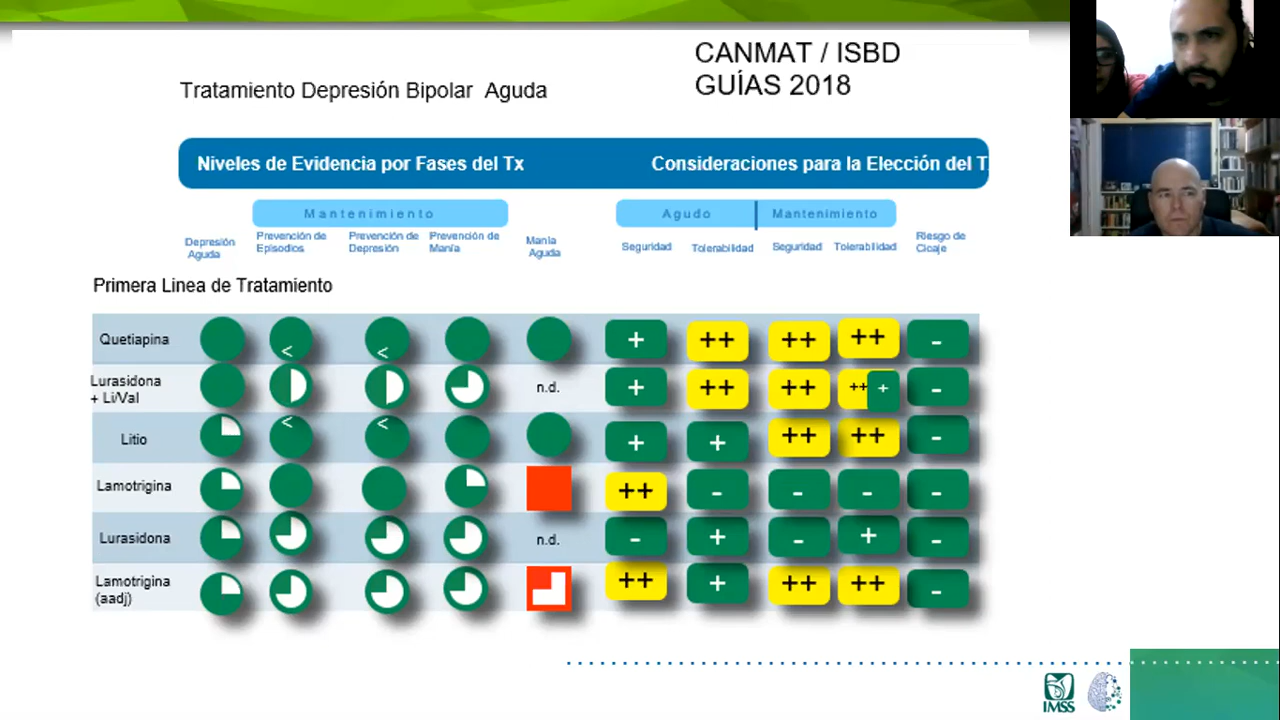 CANMAT / ISBD
GUÍAS 2018
Tratamiento Depresión Bipolar Aguda
Niveles de Evidencia por Fases del Tx
Consideraciones para la Elección del T
Mantenimiento
Agudo
Mantenimiento
Depresión
Aguda
Prevención de
Episodios
Prevención de
Depresión
Prevención de
Manía
Manía
Aguda
Seguridad
Tolerabilidad
Seguridad
Tolerabilidad
Riesgo de
Cicaje
Primera Linea de Tratamiento
Quetiapina < < + ++ ++ ++ -
Lurasidona
+ Li/Val n.d. + ++ ++ ++ + -
Litio < < + + ++ ++ -
Lamotrigina ++ - - - -
Lurasidona n.d. - + - + -
Lamotrigina
(aadj) ++ + ++ ++ -
IMSS